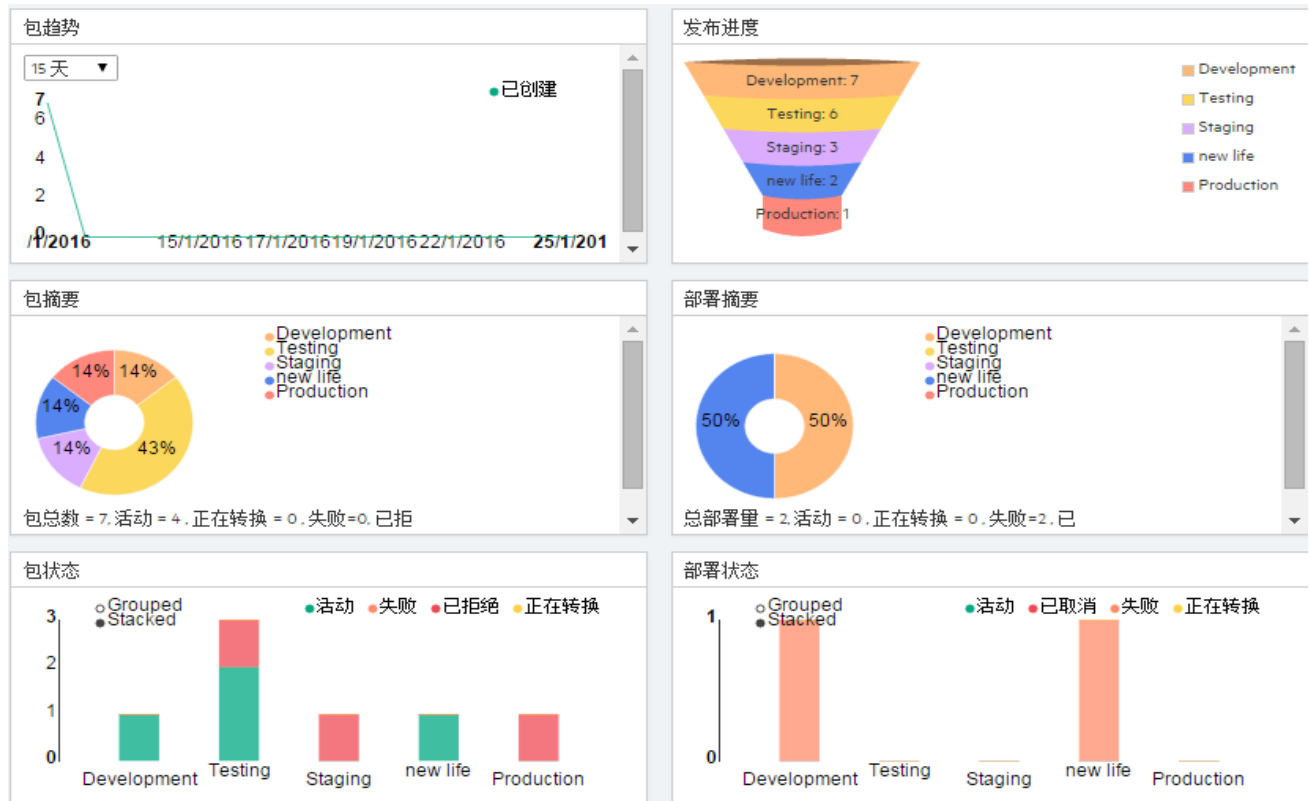 包趋势
15 天
已创建
7
6
4
2
0
/1/2016 15/1/2016 17/1/2016 19/1/2016 22/1/2016 25/1/201
发布进度
Development: 7
Testing: 6
Staging: 3
new life: 2
Production: 1
Development
Testing
Staging
new life
Production
包摘要
Development
Testing
Staging
new life
Production
14% 14%
14%
14% 43%
包总数 = 7, 活动 = 4 , 正在转换 = 0 , 失败=0, 已拒
部署摘要
Development
Testing
Staging
new life
Production
50% 50%
总部署量 = 2, 活动 = 0 , 正在转换 = 0 , 失败=2 , 已
包状态
Grouped
Stacked
活动 失败 已拒绝 正在转换
3
2
1
0
Development Testing Staging new life Production
部署状态
Grouped
Stacked
活动 已取消 失败 正在转换
1
0
Development Testing Staging new life Production